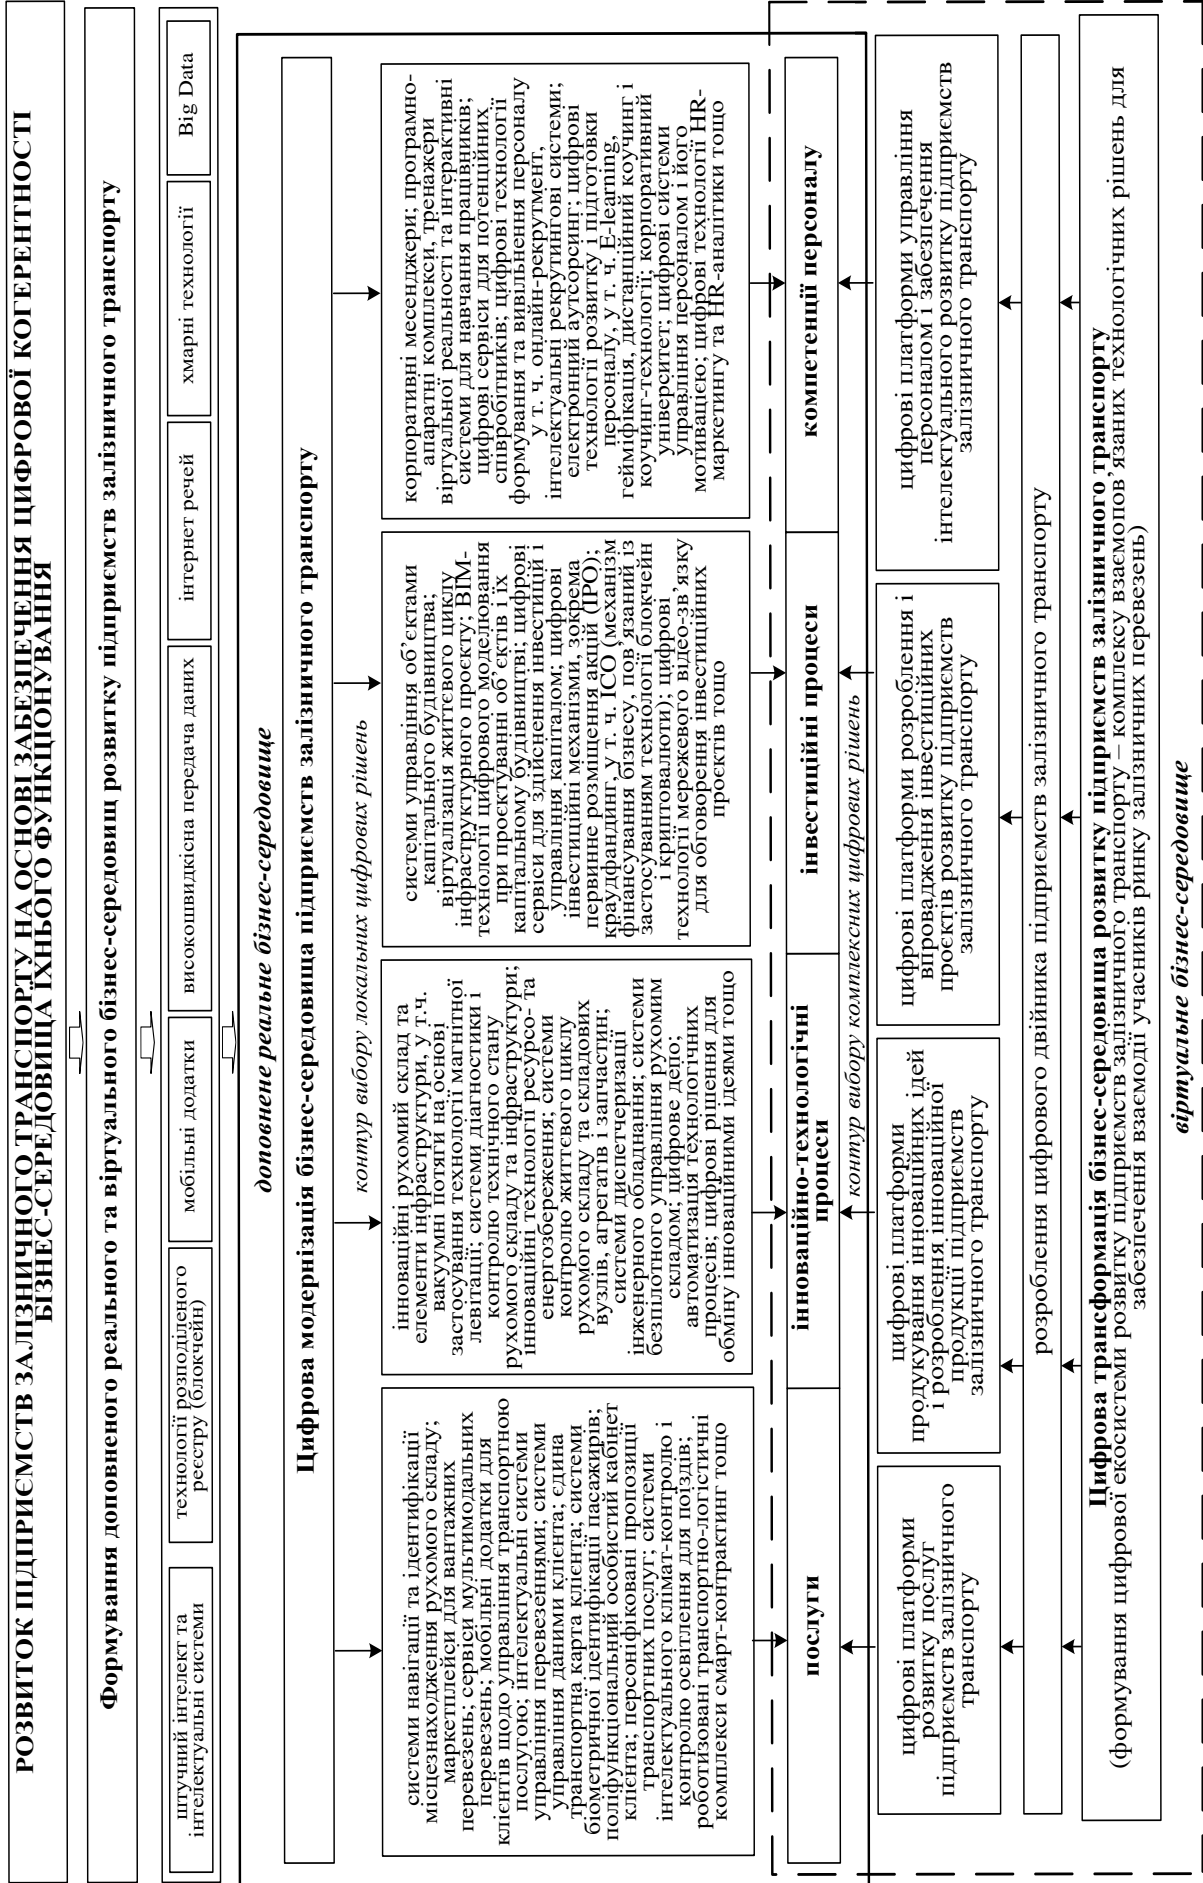 РОЗВИТОК ПІДПРИЄМСТВ ЗАЛІЗНИЧНОГО ТРАНСПОРТУ НА ОСНОВІ ЗАБЕЗПЕЧЕННЯ ЦИФРОВОЇ КОГЕРЕНТНОСТІ
БІЗНЕС-СЕРЕДОВИЩА ЇХНЬОГО ФУНКЦІОНУВАННЯ
Формування доповненого реального та віртуального бізнес-середовищ розвитку підприємств залізничного транспорту
штучний інтелект та
інтелектуальні системи
технології розподіленого
реєстру (блокчейн)
мобільні додатки
високошвидкісна передача даних
інтернет речей
хмарні технології
Big Data
доповнене реальне бізнес-середовище
Цифрова модернізація бізнес-середовища підприємств залізничного транспорту
контур вибору локальних цифрових рішень
системи навігації та ідентифікації
місцезнаходження рухомого складу;
маркетплейси для вантажних
перевезень; сервіси мультимодальних
перевезень; мобільні додатки для
клієнтів щодо управління транспортною
послугою; інтелектуальні системи
управління перевезеннями; системи
управління даними клієнта; єдина
транспортна карта клієнта; системи
біометричної ідентифікації пасажирів;
поліфункціональний особистий кабінет
клієнта; персоніфіковані пропозиції
транспортних послуг; системи
інтелектуального клімат-контролю і
контролю освітлення для поїздів;
роботизовані транспортно-логістичні
комплекси смарт-контрактинг тощо
інноваційні рухомий склад та
елементи інфраструктури, у т.ч.
вакуумні потяги на основі
застосування технології магнітної
левітації; системи діагностики і
контролю технічного стану
рухомого складу та інфраструктури;
інноваційні технології ресурсо- та
енергозбереження; системи
контролю життєвого циклу
рухомого складу та складових
вузлів, агрегатів і запчастин;
системи диспетчеризації
інженерного обладнання; системи
безпілотного управління рухомим
складом; цифрове депо;
автоматизація технологічних
процесів; цифрові рішення для
обміну інноваційними ідеями тощо
системи управління об’єктами
капітального будівництва;
віртуалізація життєвого циклу
інфраструктурного проєкту; BIM-
технології цифрового моделювання
при проєктуванні об’єктів і їх
капітальному будівництві; цифрові
сервіси для здійснення інвестицій і
управління капіталом; цифрові
інвестиційні механізми, зокрема
первинне розміщення акцій (IPO);
краудфандинг, у т. ч. ICO (механізм
фінансування бізнесу, пов’язаний із
застосуванням технології блокчейн
і криптовалюти); цифрові
технології мережевого відео-зв’язку
для обговорення інвестиційних
проєктів тощо
корпоративні месенджери; програмно-
апаратні комплекси, тренажери
віртуальної реальності та інтерактивні
системи для навчання працівників;
цифрові сервіси для потенційних
співробітників; цифрові технології
формування та вивільнення персоналу
у т. ч. онлайн-рекрутмент,
інтелектуальні рекрутингові системи;
електронний аутсорсинг; цифрові
технології розвитку і підготовки
персоналу, у т. ч. E-learning,
гейміфікація, дистанційний коучинг і
коучинг-технології; корпоративний
університет; цифрові системи
управління персоналом і його
мотивацією; цифрові технології HR-
маркетингу та HR-аналітики тощо
послуги
інноваційно-технологічні
процеси
інвестиційні процеси
компетенції персоналу
контур вибору комплексних цифрових рішень
цифрові платформи
розвитку послуг
підприємств залізничного
транспорту
цифрові платформи
продукування інноваційних ідей
і розроблення інноваційної
продукції підприємств
залізничного транспорту
цифрові платформи розроблення і
впровадження інвестиційних
проєктів розвитку підприємств
залізничного транспорту
цифрові платформи управління
персоналом і забезпечення
інтелектуального розвитку підприємств
залізничного транспорту
розроблення цифрового двійника підприємств залізничного транспорту
Цифрова трансформація бізнес-середовища розвитку підприємств залізничного транспорту
(формування цифрової екосистеми розвитку підприємств залізничного транспорту – комплексу взаємопов’язаних технологічних рішень для
забезпечення взаємодії учасників ринку залізничних перевезень)
віртуальне бізнес-середовище